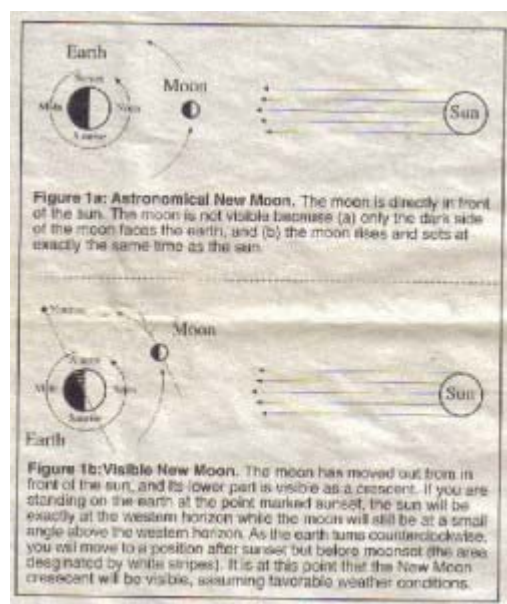 Earth
Sunset
Moon
Noon
Sunrise
Sun
Figure 1a: Astronomical New Moon. The moon is directly in front
of the sun. The moon is not visible because (a) only the dark side
of the moon faces the earth, and (b) the moon rises and sets at
exactly the same time as the sun.
Moon
Sunset
Noon
Sunrise
Sun
Earth
Figure 1b: Visible New Moon. The moon has moved out from in
front of the sun, and its lower part is visible as a crescent. If you are
standing on the earth at the point marked sunset, the sun will be
exactly at the western horizon while the moon will still be at a small
angle above the western horizon. As the earth turns counterclockwise,
you will move to a position after sunset but before moonset (the area
designated by white stripes). It is at this point that the New Moon
crescent will be visible, assuming favorable weather conditions.